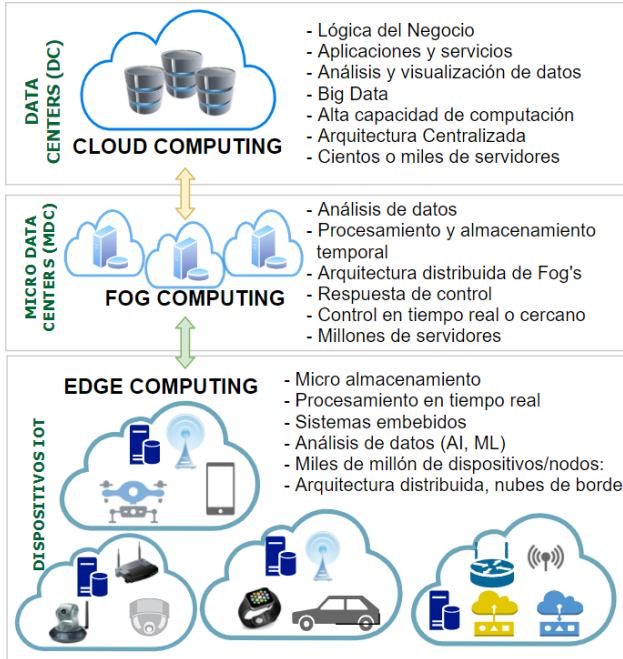 DATA
CENTERS (DC)
CLOUD COMPUTING
- Lógica del Negocio
- Aplicaciones y servicios
- Análisis y visualización de datos
- Big Data
- Alta capacidad de computación
- Arquitectura Centralizada
- Cientos o miles de servidores
MICRO DATA
CENTERS (MDC)
FOG COMPUTING
- Análisis de datos
- Procesamiento y almacenamiento
temporal
- Arquitectura distribuida de Fog's
- Respuesta de control
- Control en tiempo real o cercano
- Millones de servidores
DISPOSITIVOS IOT
EDGE COMPUTING
- Micro almacenamiento
- Procesamiento en tiempo real
- Sistemas embebidos
- Análisis de datos (AI, ML)
- Miles de millón de dispositivos/nodos:
- Arquitectura distribuida, nubes de borde